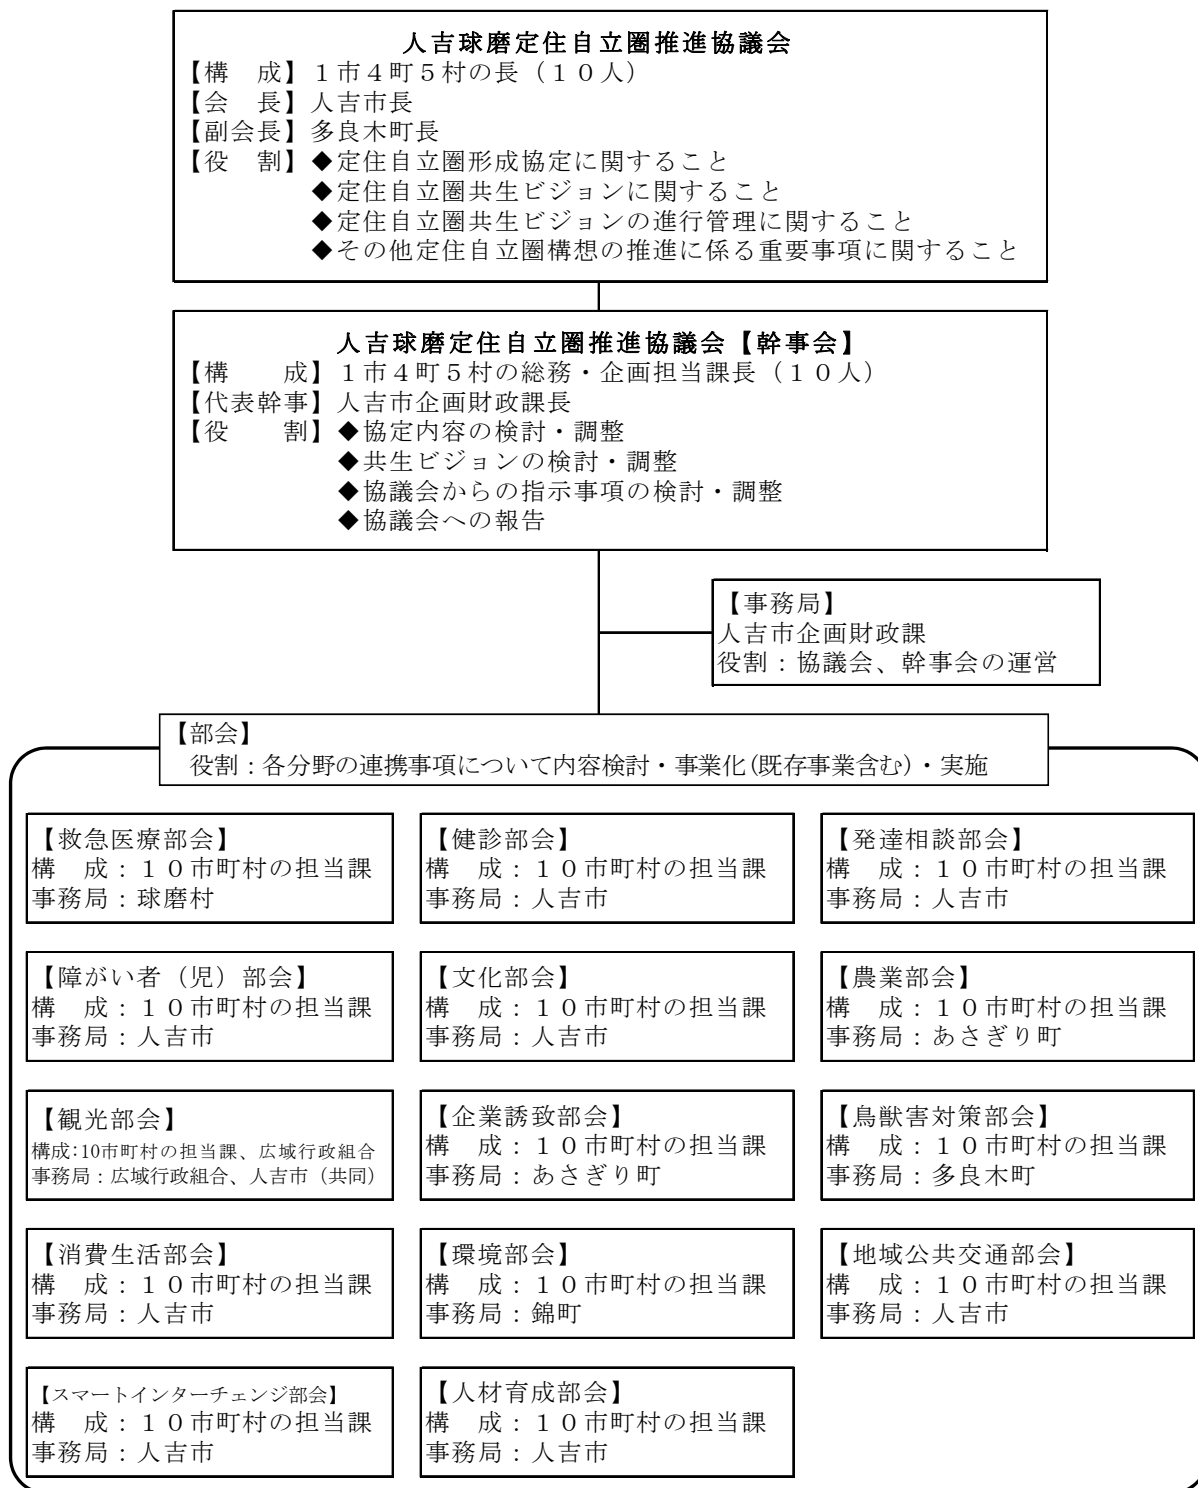 人吉球磨定住自立圏推進協議会
【構　成】１市４町５村の長（１０人）
【会　長】人吉市長
【副会長】多良木町長
【役　割】◆定住自立圏形成協定に関すること
◆定住自立圏共生ビジョンに関すること
◆定住自立圏共生ビジョンの進行管理に関すること
◆その他定住自立圏構想の推進に係る重要事項に関すること
人吉球磨定住自立圏推進協議会【幹事会】
【構　　成】１市４町５村の総務・企画担当課長（１０人）
【代表幹事】人吉市企画財政課長
【役　　割】◆協定内容の検討・調整
◆共生ビジョンの検討・調整
◆協議会からの指示事項の検討・調整
◆協議会への報告
【事務局】
人吉市企画財政課
役割：協議会、幹事会の運営
【部会】
役割：各分野の連携事項について内容検討・事業化(既存事業含む)・実施
【救急医療部会】
構　成：１０市町村の担当課
事務局：球磨村
【健診部会】
構　成：１０市町村の担当課
事務局：人吉市
【発達相談部会】
構　成：１０市町村の担当課
事務局：人吉市
【障がい者（児）部会】
構　成：１０市町村の担当課
事務局：人吉市
【文化部会】
構　成：１０市町村の担当課
事務局：人吉市
【農業部会】
構　成：１０市町村の担当課
事務局：あさぎり町
【観光部会】
構成：10市町村の担当課、広域行政組合
事務局：広域行政組合、人吉市（共同）
【企業誘致部会】
構　成：１０市町村の担当課
事務局：あさぎり町
【鳥獣害対策部会】
構　成：１０市町村の担当課
事務局：多良木町
【消費生活部会】
構　成：１０市町村の担当課
事務局：人吉市
【環境部会】
構　成：１０市町村の担当課
事務局：錦町
【地域公共交通部会】
構　成：１０市町村の担当課
事務局：人吉市
【スマートインターチェンジ部会】
構　成：１０市町村の担当課
事務局：人吉市
【人材育成部会】
構　成：１０市町村の担当課
事務局：人吉市